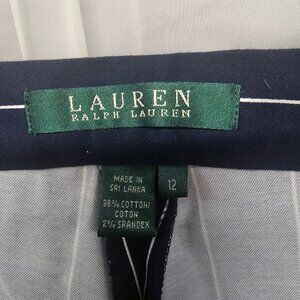 LAUREN
RALPH LAUREN
MADE IN
SRI LANKA
12
98% COTTON/
COTON
2% SPANDEX